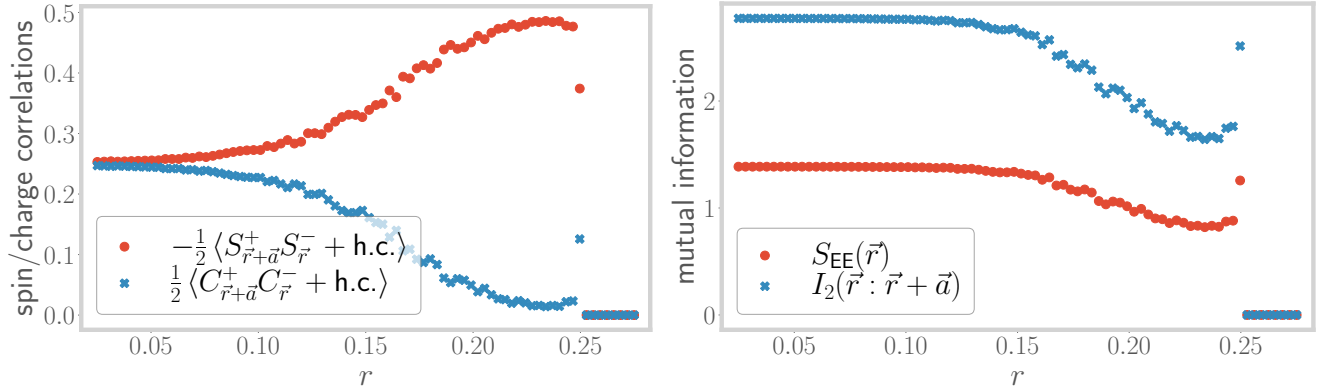 spin/charge correlations
0.5
0.4
0.3
0.2
0.1
0.0
−½ ⟨S⁺_{r⃗+a⃗} S⁻_{r⃗} + h.c.⟩
½ ⟨C⁺_{r⃗+a⃗} C⁻_{r⃗} + h.c.⟩
0.05 0.10 0.15 0.20 0.25
r
mutual information
2
1
0
S_{EE}(r⃗)
I₂(r⃗ : r⃗ + a⃗)
0.05 0.10 0.15 0.20 0.25
r